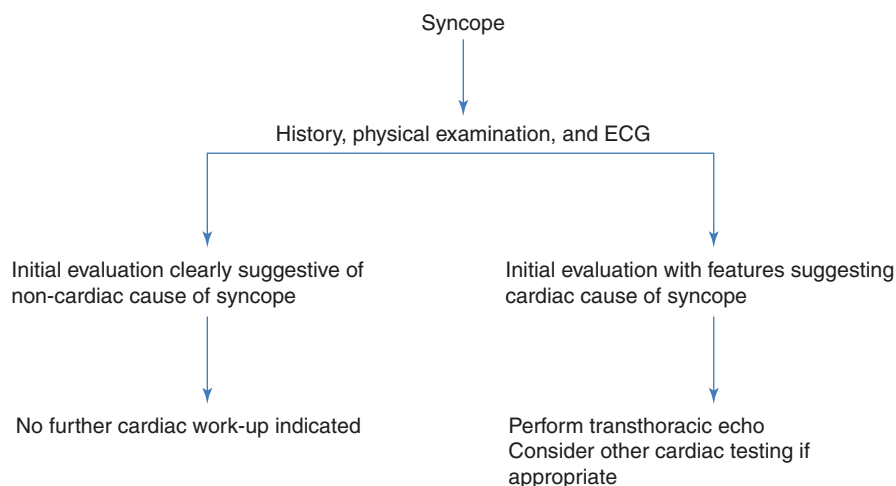 Syncope
History, physical examination, and ECG
Initial evaluation clearly suggestive of
non-cardiac cause of syncope
Initial evaluation with features suggesting
cardiac cause of syncope
No further cardiac work-up indicated
Perform transthoracic echo
Consider other cardiac testing if
appropriate